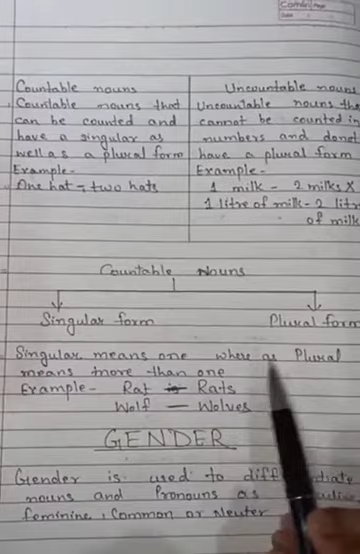 Date
Countable nouns
Uncountable nouns
Countable nouns that
can be counted and
have a singular as
well as a plural form
Example -
One hat - two hats
Uncountable nouns tha
cannot be counted in
numbers and donot
have a plural form
Example -
1 milk - 2 milks X
1 litre of milk - 2 litr
of milk
Countable Nouns
Singular form
Plural form
Singular means one where as Plural
means more than one
Example - Rat Rats
Wolf — Wolves
GENDER
Gender is used to diff
nouns and Pronouns as
feminine, Common or Neuter